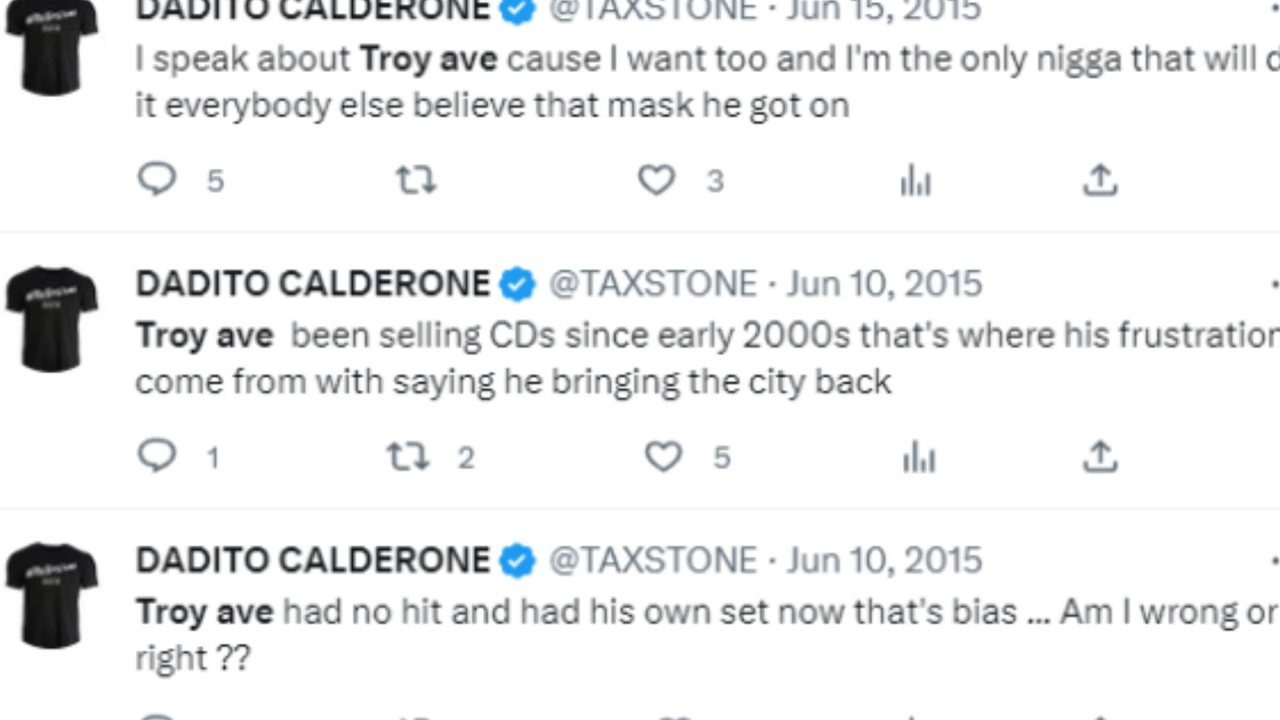 DADITO CALDERONE @TAXSTONE · Jun 15, 2015
I speak about Troy ave cause I want too and I'm the only nigga that will d
it everybody else believe that mask he got on
5 3
DADITO CALDERONE @TAXSTONE · Jun 10, 2015
Troy ave been selling CDs since early 2000s that's where his frustration
come from with saying he bringing the city back
1 2 5
DADITO CALDERONE @TAXSTONE · Jun 10, 2015
Troy ave had no hit and had his own set now that's bias ... Am I wrong or
right ??